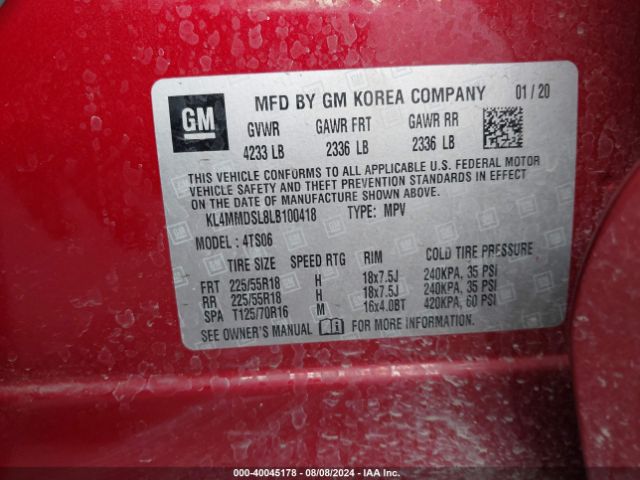 GM
MFD BY GM KOREA COMPANY 01/20
GVWR GAWR FRT GAWR RR
4233 LB 2336 LB 2336 LB
THIS VEHICLE CONFORMS TO ALL APPLICABLE U.S. FEDERAL MOTOR
VEHICLE SAFETY AND THEFT PREVENTION STANDARDS IN EFFECT
ON THE DATE OF MANUFACTURE SHOWN ABOVE.
KL4MMDSL8LB100418 TYPE: MPV
MODEL: 4TS06
TIRE SIZE SPEED RTG RIM COLD TIRE PRESSURE
FRT 225/55R18 H 18x7.5J 240KPA, 35 PSI
RR 225/55R18 H 18x7.5J 240KPA, 35 PSI
SPA T125/70R16 M 16x4.0BT 420KPA, 60 PSI
SEE OWNER'S MANUAL FOR MORE INFORMATION.
000-40045178 - 08/08/2024 - IAA Inc.